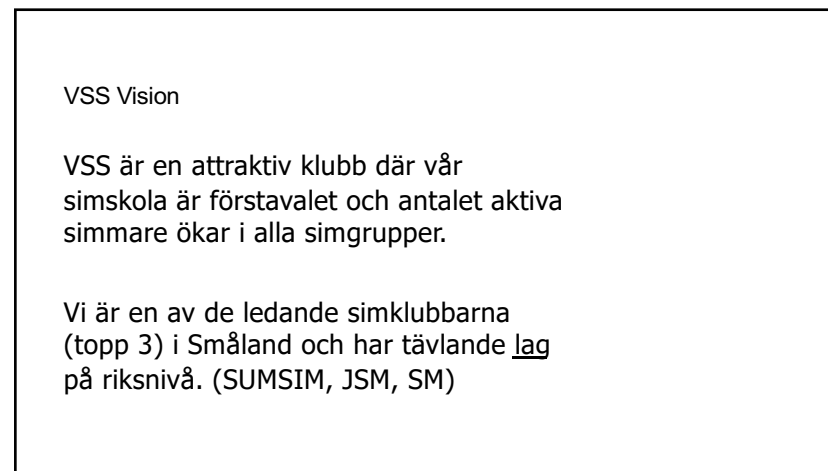 VSS Vision
VSS är en attraktiv klubb där vår
simskola är förstavalet och antalet aktiva
simmare ökar i alla simgrupper.
Vi är en av de ledande simklubbarna
(topp 3) i Småland och har tävlande lag
på riksnivå. (SUMSIM, JSM, SM)